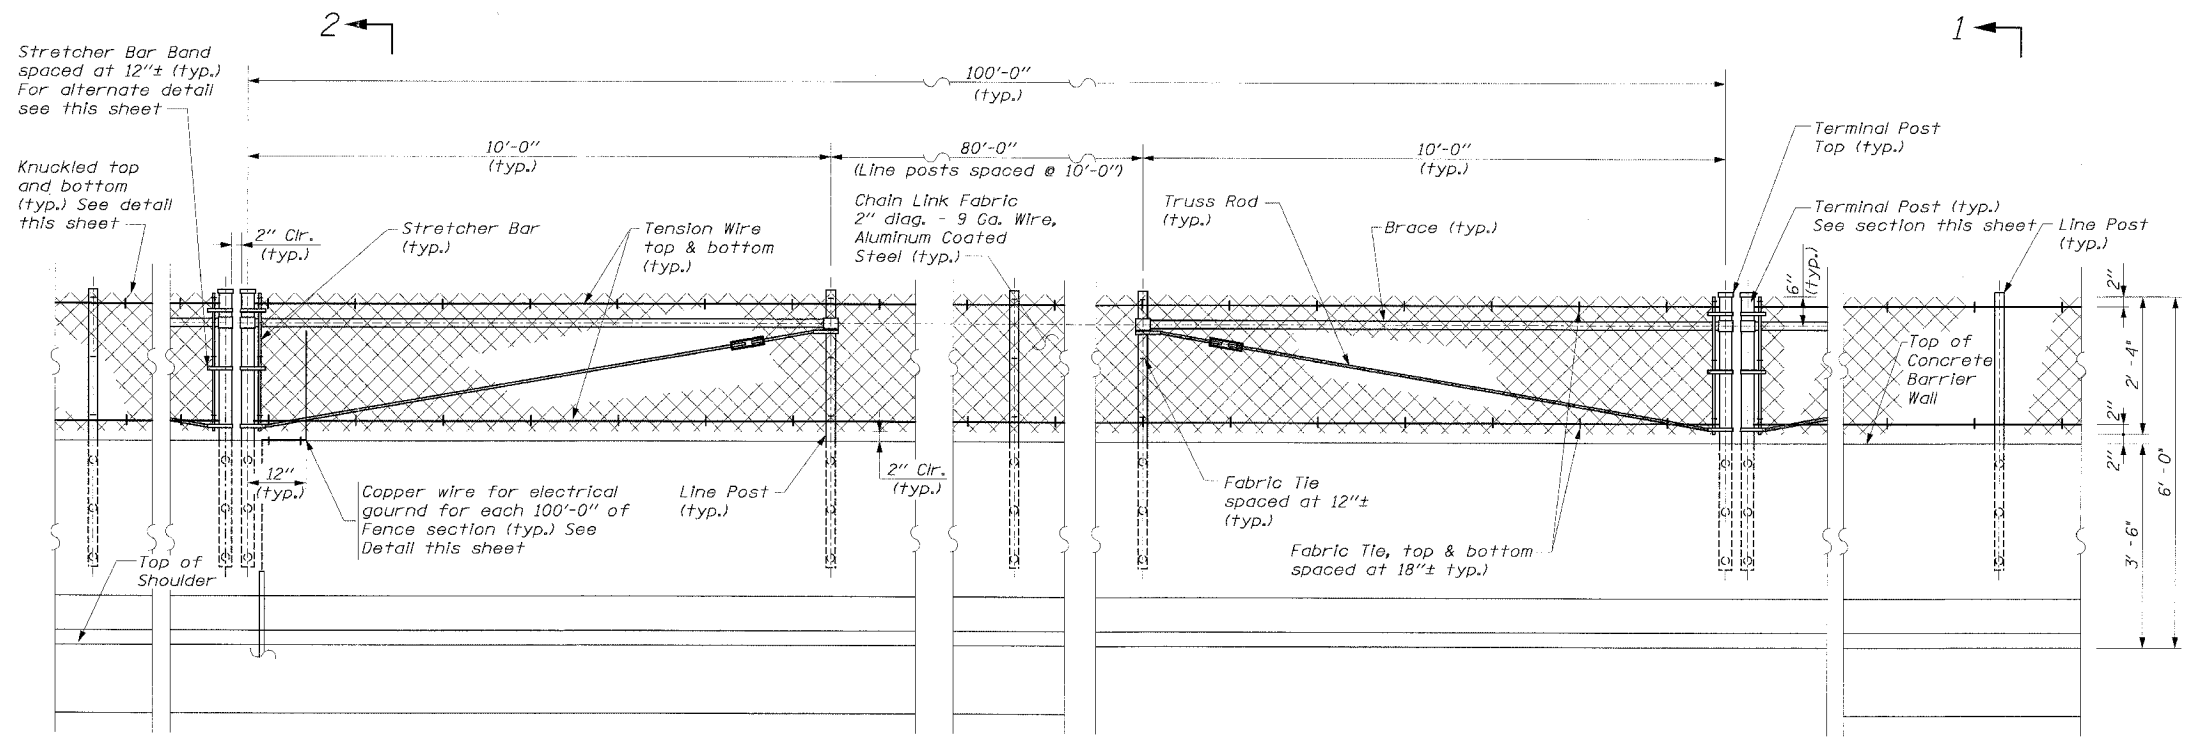 2
1
Stretcher Bar Band
spaced at 12"± (typ.)
For alternate detail
see this sheet
100'-0"
(typ.)
Terminal Post
Top (typ.)
10'-0"
(typ.)
80'-0"
(Line posts spaced @ 10'-0")
10'-0"
(typ.)
Knuckled top
and bottom
(typ.) See detail
this sheet
2" Clr.
(typ.)
Stretcher Bar
(typ.)
Tension Wire
top & bottom
(typ.)
Chain Link Fabric
2" diag. - 9 Ga. Wire,
Aluminum Coated
Steel (typ.)
Truss Rod
(typ.)
Brace (typ.)
Terminal Post (typ.)
See section this sheet
Line Post
(typ.)
6"
(typ.)
2"
2'-4"
2"
2"
3'-6"
6'-0"
Top of
Concrete
Barrier
Wall
12"
(typ.)
Copper wire for electrical
gournd for each 100'-0" of
Fence section (typ.) See
Detail this sheet
Line Post
(typ.)
2" Clr.
(typ.)
Fabric Tie
spaced at 12"±
(typ.)
Fabric Tie, top & bottom
spaced at 18"± typ.)
Top of
Shoulder